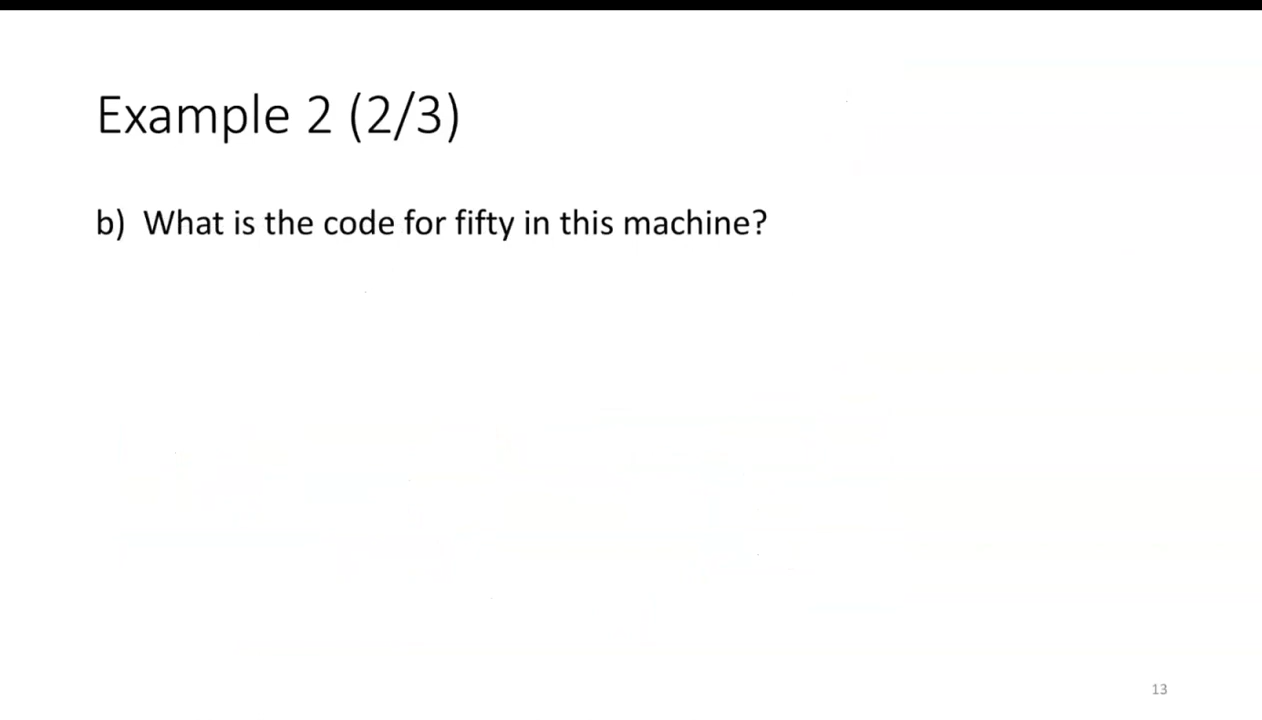 Example 2 (2/3)
b) What is the code for fifty in this machine?
13